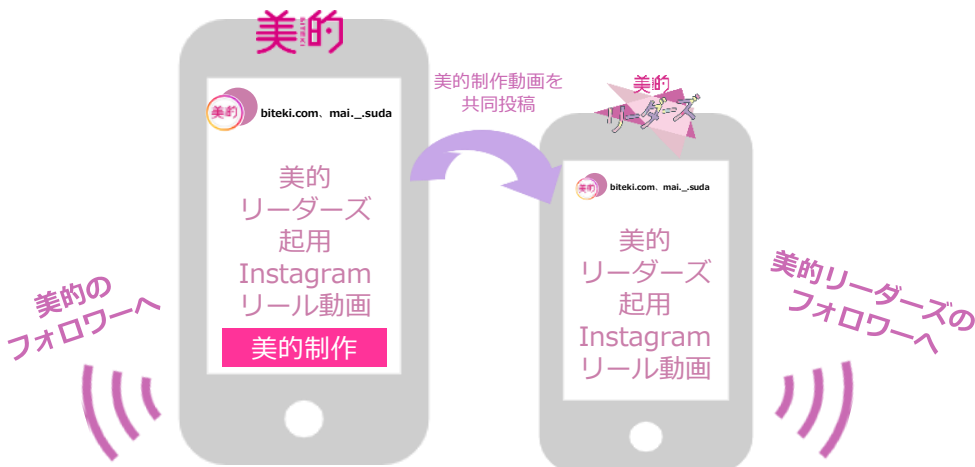 美的
BITEKI
美的
biteki.com、mai._.suda
美的
リーダーズ
起用
Instagram
リール動画
美的制作
美的制作動画を
共同投稿
美的
リーダーズ
美的
biteki.com、mai._.suda
美的
リーダーズ
起用
Instagram
リール動画
美的の
フォロワーへ
美的リーダーズの
フォロワーへ